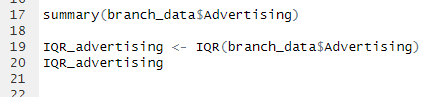 17 summary(branch_data$Advertising)
18
19 IQR_advertising <- IQR(branch_data$Advertising)
20 IQR_advertising
21
22